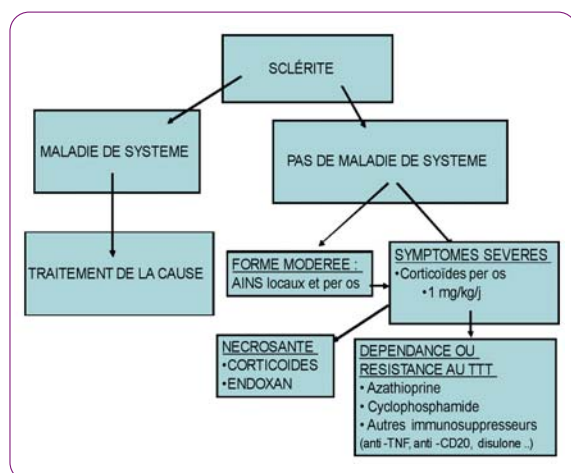 SCLÉRITE
MALADIE DE SYSTEME
PAS DE MALADIE DE SYSTEME
TRAITEMENT DE LA CAUSE
FORME MODEREE :
AINS locaux et per os
SYMPTOMES SEVERES
•Corticoïdes per os
•1 mg/kg/j
NECROSANTE
•CORTICOIDES
•ENDOXAN
DEPENDANCE OU
RESISTANCE AU TTT
• Azathioprine
• Cyclophosphamide
• Autres immunosuppresseurs
(anti-TNF, anti-CD20, disulone ..)